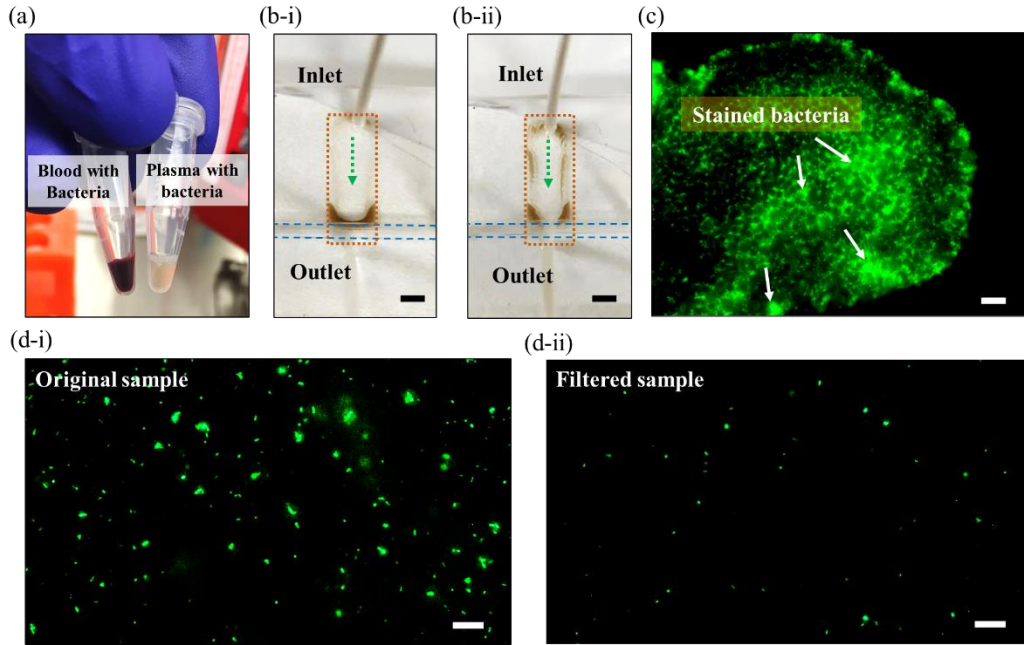 (a)
(b-i)
(b-ii)
(c)
Blood with
Bacteria
Plasma with
bacteria
Inlet
Outlet
Inlet
Outlet
Stained bacteria
(d-i)
(d-ii)
Original sample
Filtered sample